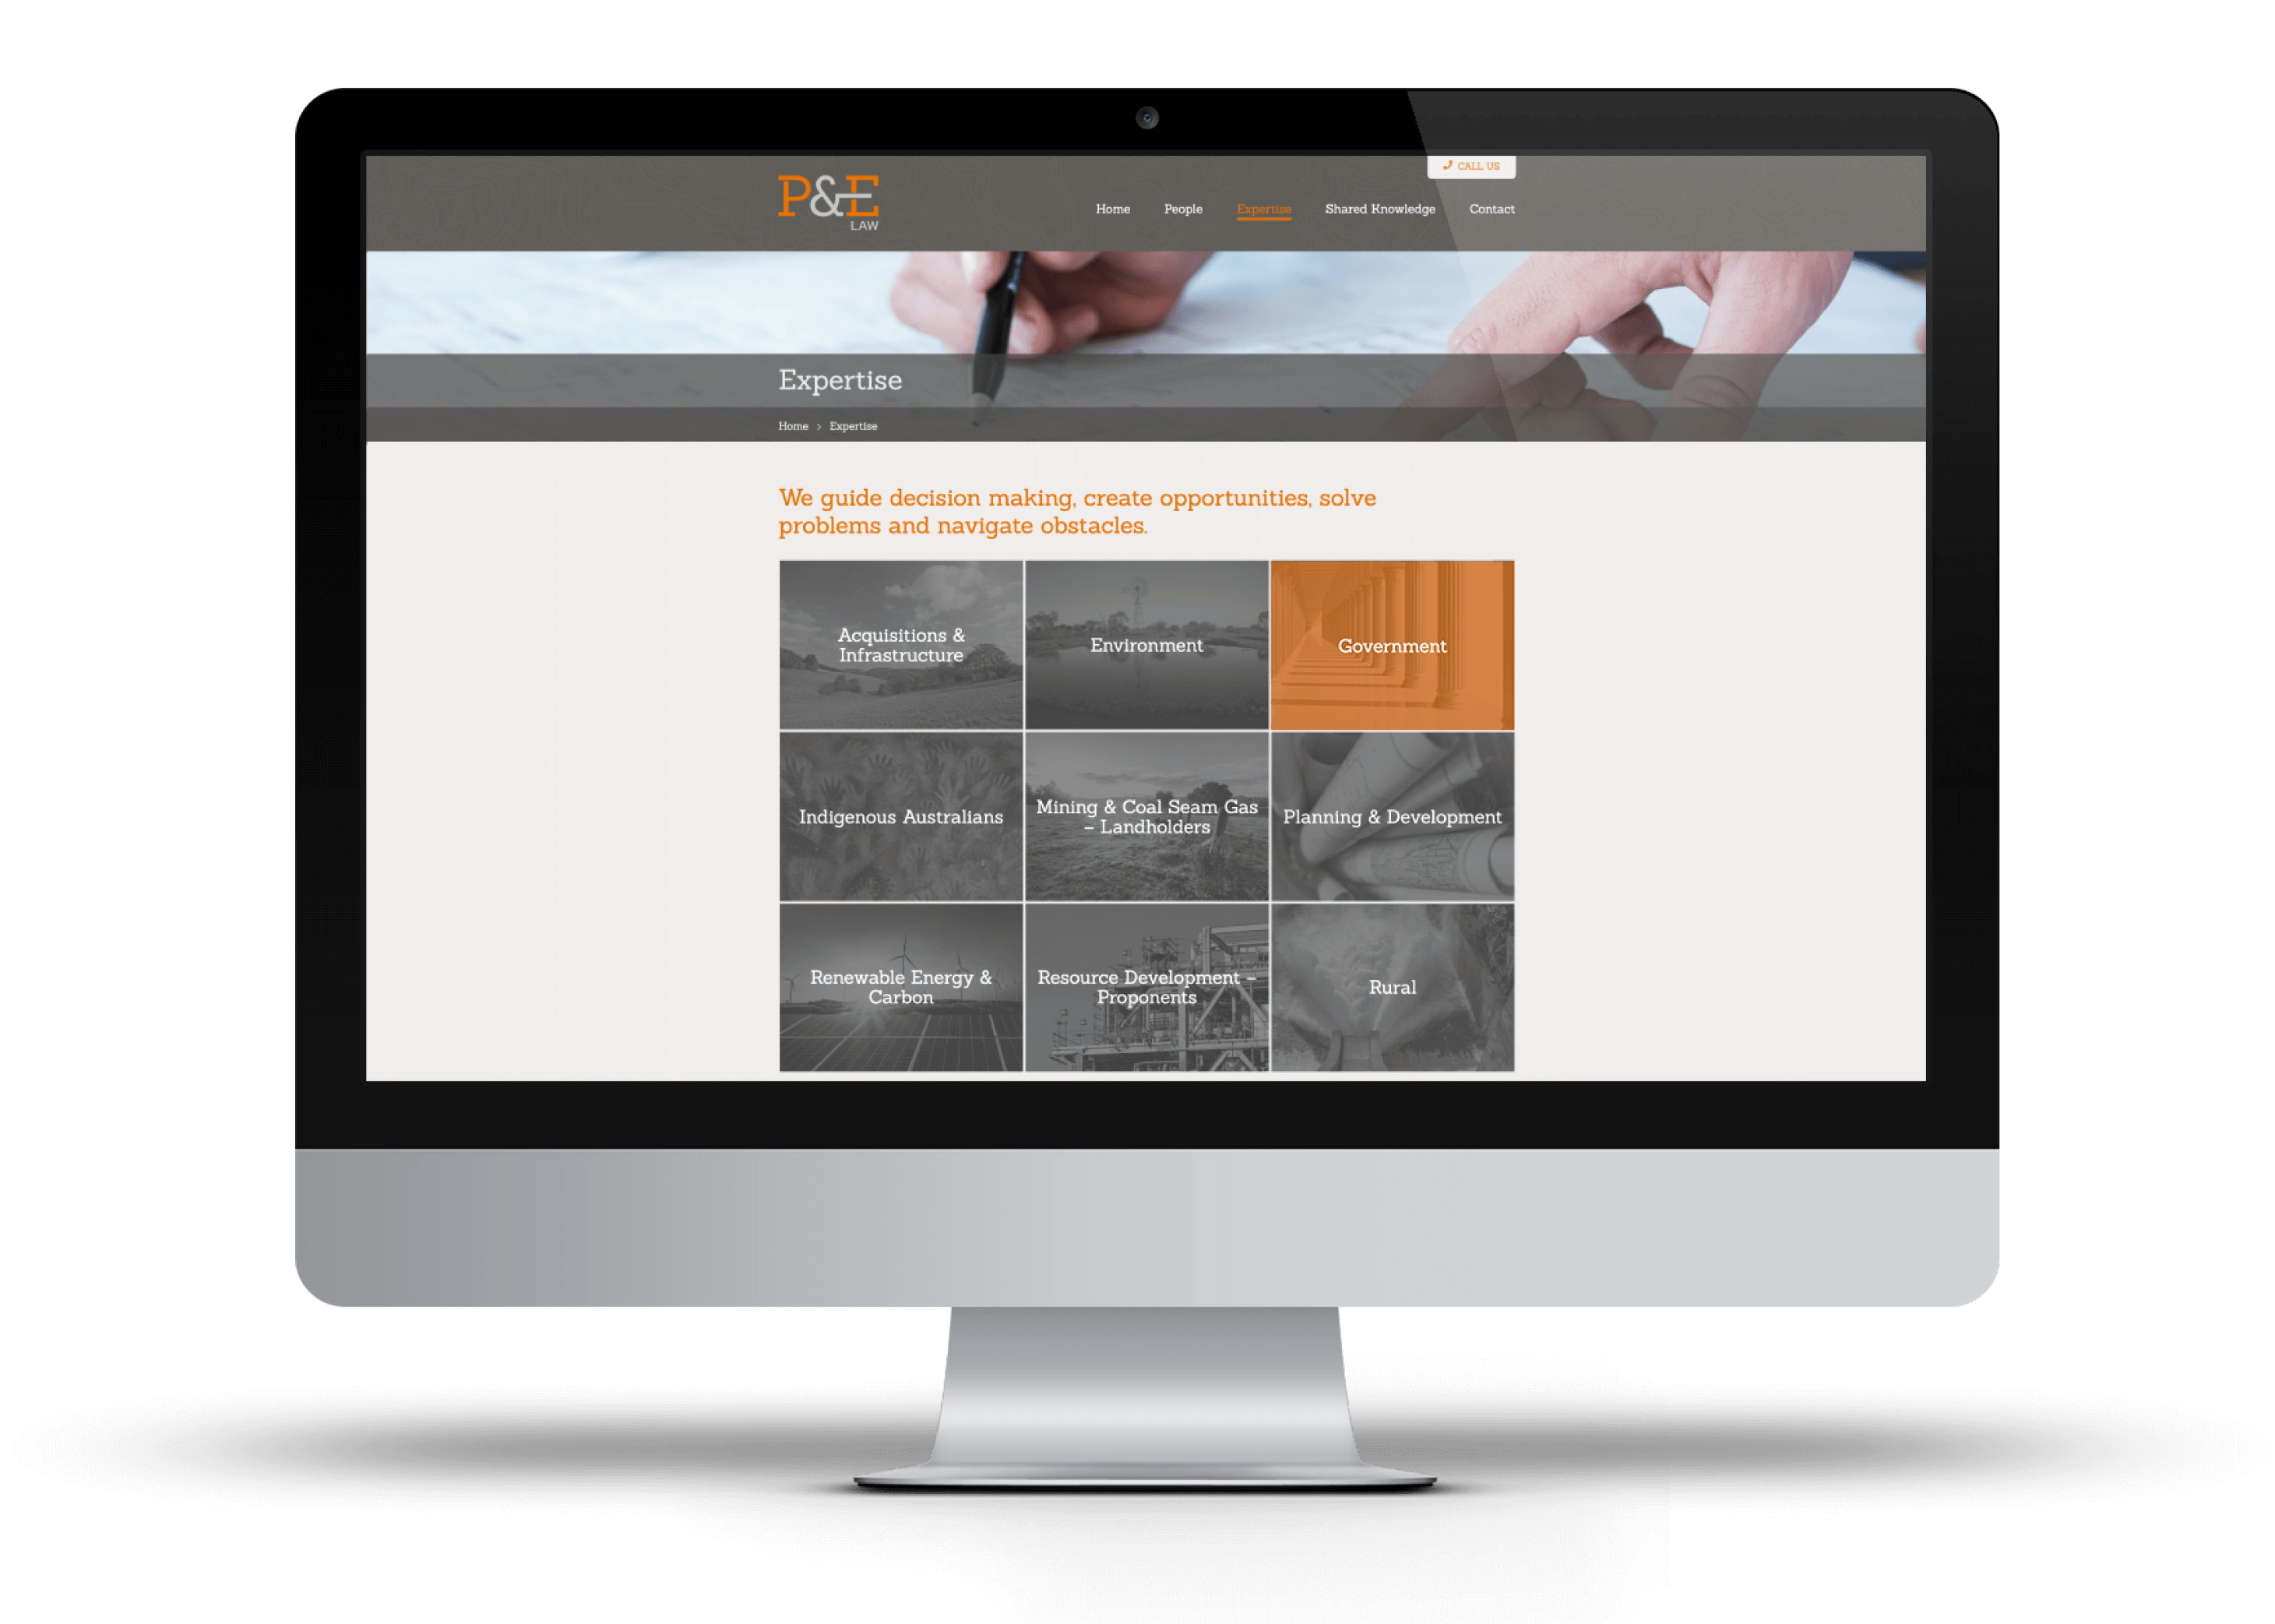 CALL US
P&E
LAW
Home People Expertise Shared Knowledge Contact
Expertise
Home > Expertise
We guide decision making, create opportunities, solve
problems and navigate obstacles.
Acquisitions &
Infrastructure
Environment
Government
Indigenous Australians
Mining & Coal Seam Gas
– Landholders
Planning & Development
Renewable Energy &
Carbon
Resource Development –
Proponents
Rural